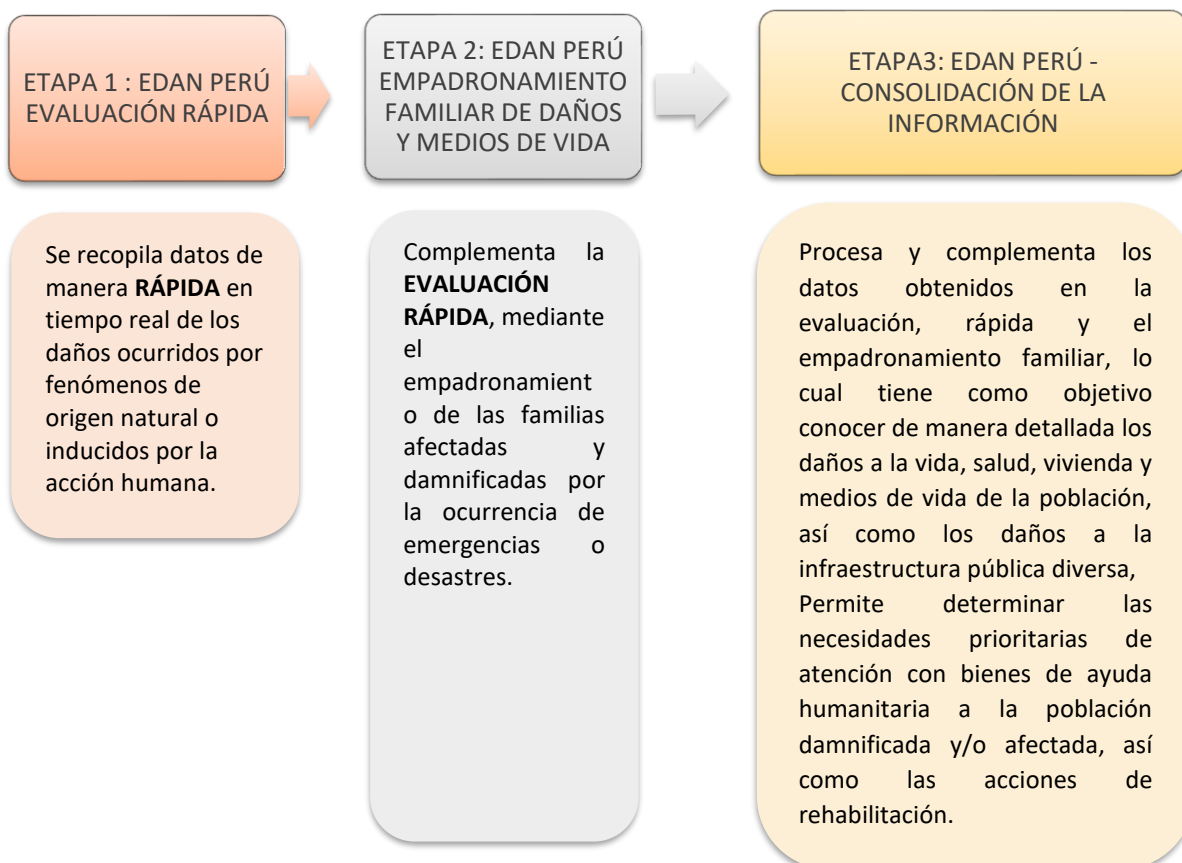 ETAPA 1 : EDAN PERÚ
EVALUACIÓN RÁPIDA
ETAPA 2: EDAN PERÚ
EMPADRONAMIENTO
FAMILIAR DE DAÑOS
Y MEDIOS DE VIDA
ETAPA3: EDAN PERÚ -
CONSOLIDACIÓN DE LA
INFORMACIÓN
Se recopila datos de
manera RÁPIDA en
tiempo real de los
daños ocurridos por
fenómenos de
origen natural o
inducidos por la
acción humana.
Complementa la
EVALUACIÓN
RÁPIDA, mediante
el
empadronamient
o de las familias
afectadas y
damnificadas por
la ocurrencia de
emergencias o
desastres.
Procesa y complementa los
datos obtenidos en la
evaluación, rápida y el
empadronamiento familiar, lo
cual tiene como objetivo
conocer de manera detallada los
daños a la vida, salud, vivienda y
medios de vida de la población,
así como los daños a la
infraestructura pública diversa,
Permite determinar las
necesidades prioritarias de
atención con bienes de ayuda
humanitaria a la población
damnificada y/o afectada, así
como las acciones de
rehabilitación.